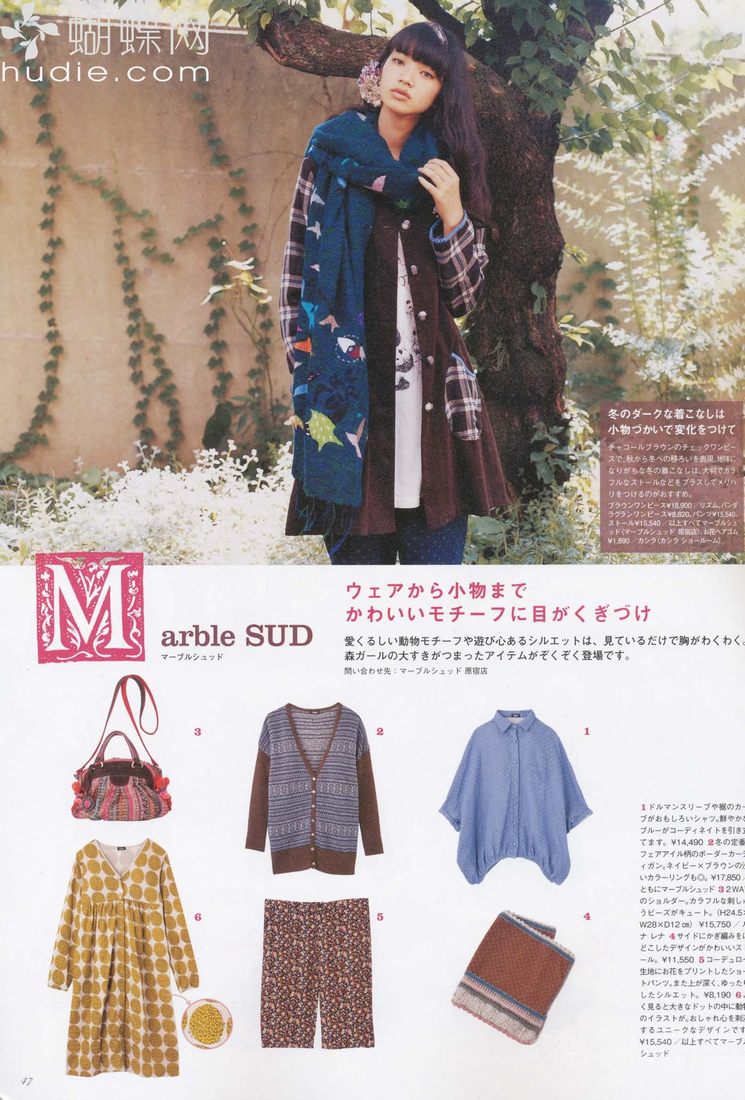 蝴蝶网
hudie.com
冬のダークな着こなしは
小物づかいで変化をつけて
チャコールブラウンのチェックワンピー
スで、秋から冬への移ろいを表現。地味に
なりがちな冬の着こなしは、大判でカラ
フルなストールなどをプラスしてメリハ
リをつけるのがおすすめ。
ブラウンワンピース¥18,900／リズム、パンダ
ラグランワンピース¥8,820、パンツ¥15,540、
ストール¥15,540／以上すべてマーブルシュ
ッド(マーブルシュッド 原宿店)、お花ヘアゴム
¥1,890／カシラ(カシラ ショールーム)
Marble SUD
マーブルシュッド
ウェアから小物まで
かわいいモチーフに目がくぎづけ
愛くるしい動物モチーフや遊び心あるシルエットは、見ているだけで胸がわくわく。
森ガールの大すきがつまったアイテムがぞくぞく登場です。
問い合わせ先：マーブルシュッド 原宿店
3
2
1
6
5
4
1 ドルマンスリーブや裾のカー
ブがおもしろいシャツ。鮮やかな
ブルーがコーディネイトを引き立
てます。¥14,490 2 冬の定番
フェアアイル柄のボーダーカーデ
ィガン。ネイビー×ブラウンの
いカラーリングも◎。¥17,850／
ともにマーブルシュッド 3 2WAY
のショルダー。カラフルな刺しゅ
うビーズがキュート。(H24.5×
W28×D12㎝) ¥15,750／
ナ レナ 4 サイドにかぎ編みをほ
どこしたデザインがかわいいスト
ール。¥11,550 5 コーデュロイ
生地にお花をプリントしたショー
トパンツ。また上が深く、ゆったり
したシルエット。¥8,190 6
く見ると大きなドットの中に動物
のイラストが。おしゃれ心を刺激
するユニークなデザインです。
¥15,540／以上すべてマーブル
シュッド
47